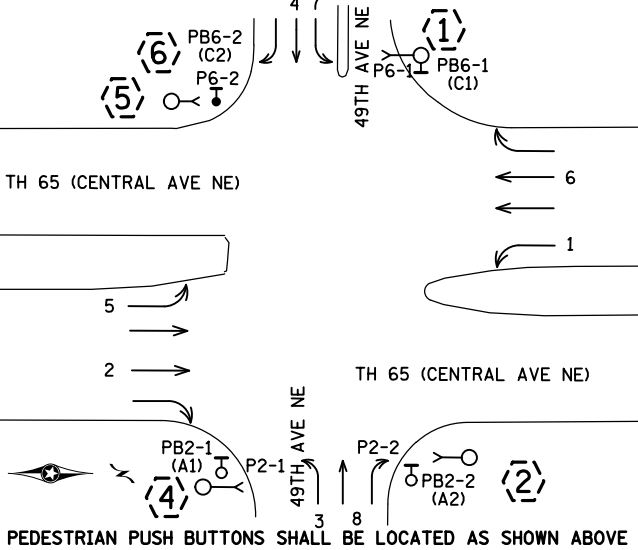 4 7
6
PB6-2
(C2)
P6-2
5
49TH AVE NE
1
P6-1
PB6-1
(C1)
TH 65 (CENTRAL AVE NE)
6
1
5
2
TH 65 (CENTRAL AVE NE)
49TH AVE NE
PB2-1
(A1)
P2-1
4
P2-2
PB2-2
(A2)
2
3 8
PEDESTRIAN PUSH BUTTONS SHALL BE LOCATED AS SHOWN ABOVE